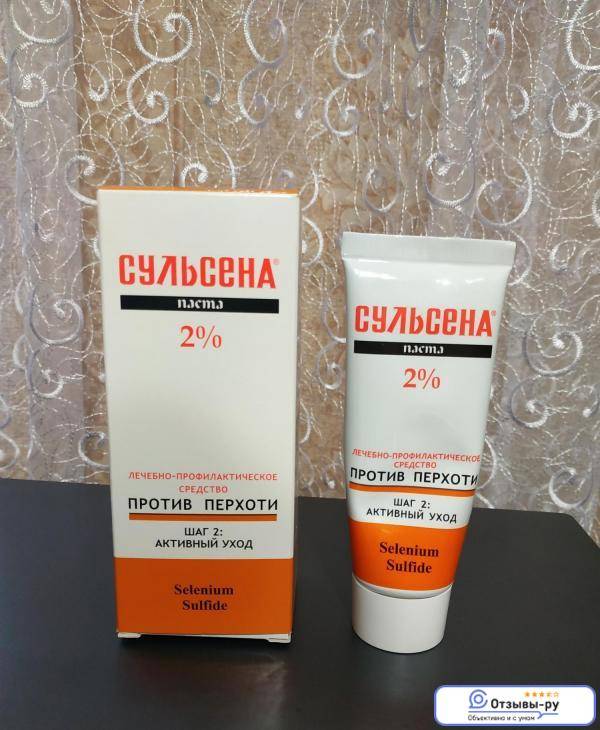 СУЛЬСЕНА®
паста
2%
ЛЕЧЕБНО-ПРОФИЛАКТИЧЕСКОЕ
СРЕДСТВО
ПРОТИВ ПЕРХОТИ
ШАГ 2:
АКТИВНЫЙ УХОД
Selenium
Sulfide
СУЛЬСЕНА®
паста
2%
ЛЕЧЕБНО-ПРОФИЛАКТИЧЕСКОЕ
СРЕДСТВО
ПРОТИВ ПЕРХОТИ
ШАГ 2:
АКТИВНЫЙ УХОД
Selenium
Sulfide
Отзывы-ру
Объективно и с умом